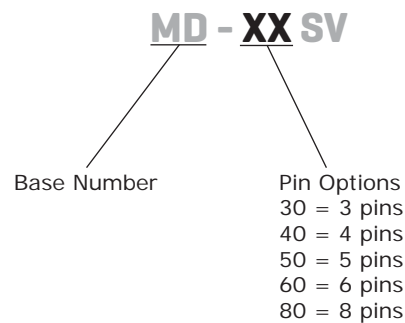 MD - XX SV
Base Number
Pin Options
30 = 3 pins
40 = 4 pins
50 = 5 pins
60 = 6 pins
80 = 8 pins